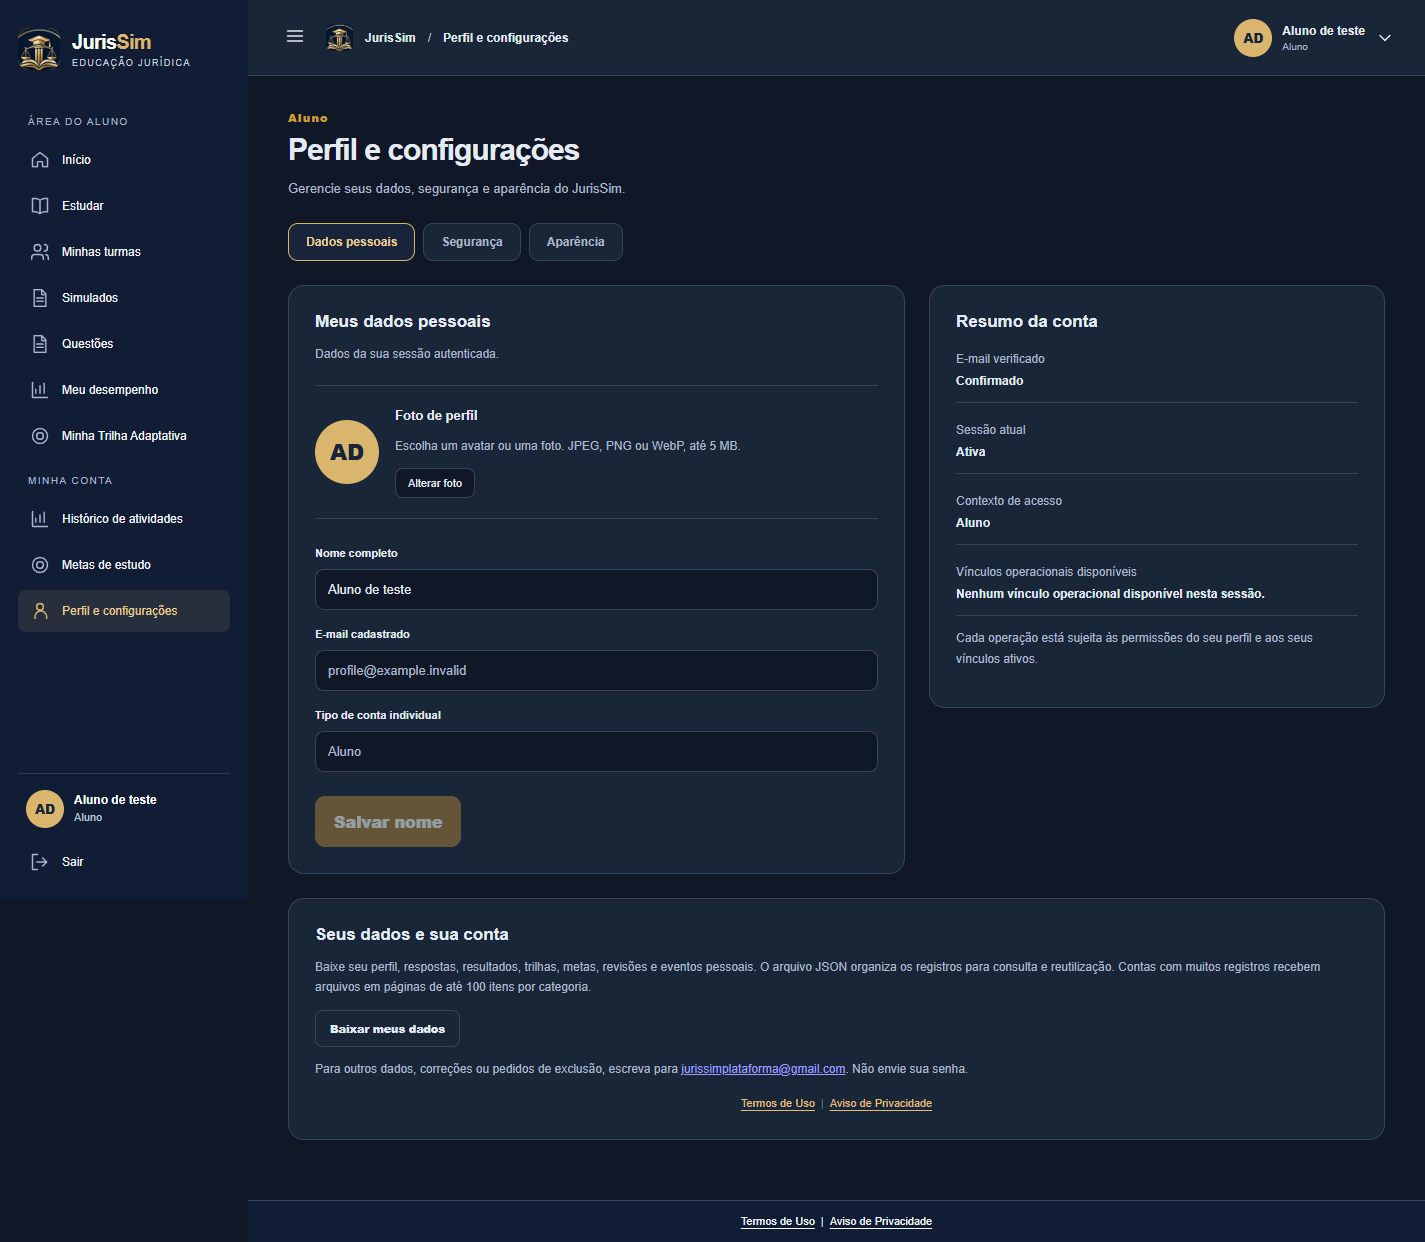 JurisSim
EDUCAÇÃO JURÍDICA
ÁREA DO ALUNO
Início
Estudar
Minhas turmas
Simulados
Questões
Meu desempenho
Minha Trilha Adaptativa
MINHA CONTA
Histórico de atividades
Metas de estudo
Perfil e configurações
AD
Aluno de teste
Aluno
Sair
JurisSim / Perfil e configurações
AD
Aluno de teste
Aluno
Aluno
Perfil e configurações
Gerencie seus dados, segurança e aparência do JurisSim.
Dados pessoais
Segurança
Aparência
Meus dados pessoais
Dados da sua sessão autenticada.
AD
Foto de perfil
Escolha um avatar ou uma foto. JPEG, PNG ou WebP, até 5 MB.
Alterar foto
Nome completo
Aluno de teste
E-mail cadastrado
profile@example.invalid
Tipo de conta individual
Aluno
Salvar nome
Resumo da conta
E-mail verificado
Confirmado
Sessão atual
Ativa
Contexto de acesso
Aluno
Vínculos operacionais disponíveis
Nenhum vínculo operacional disponível nesta sessão.
Cada operação está sujeita às permissões do seu perfil e aos seus
vínculos ativos.
Seus dados e sua conta
Baixe seu perfil, respostas, resultados, trilhas, metas, revisões e eventos pessoais. O arquivo JSON organiza os registros para consulta e reutilização. Contas com muitos registros recebem
arquivos em páginas de até 100 itens por categoria.
Baixar meus dados
Para outros dados, correções ou pedidos de exclusão, escreva para jurissimplataforma@gmail.com. Não envie sua senha.
Termos de Uso | Aviso de Privacidade
Termos de Uso | Aviso de Privacidade